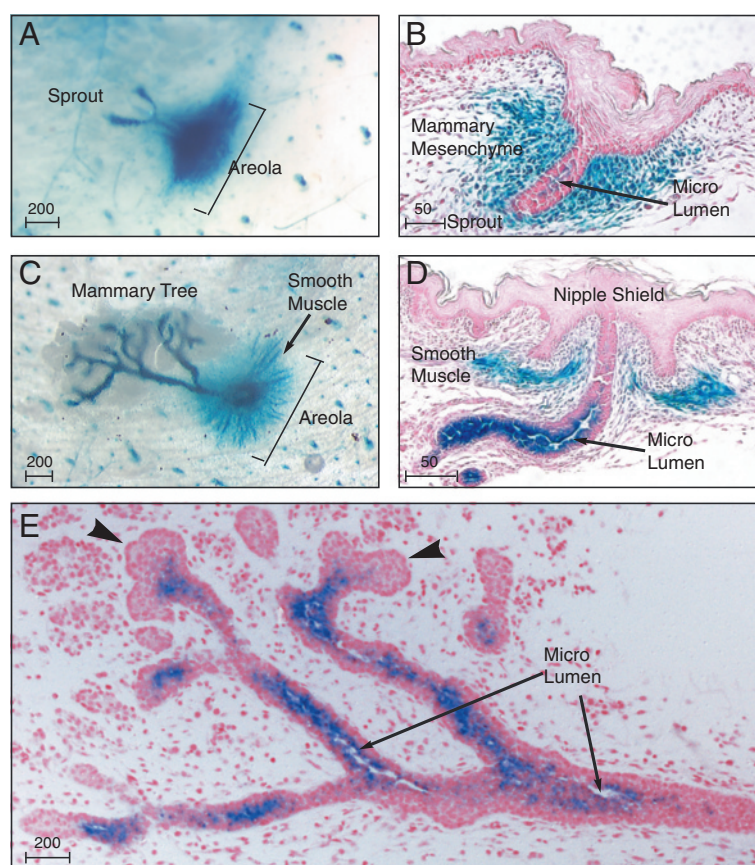 A
Sprout
Areola
200
B
Mammary
Mesenchyme
Micro
Lumen
50
Sprout
C
Mammary Tree
Smooth
Muscle
Areola
200
D
Nipple Shield
Smooth
Muscle
Micro
Lumen
50
E
Micro
Lumen
200